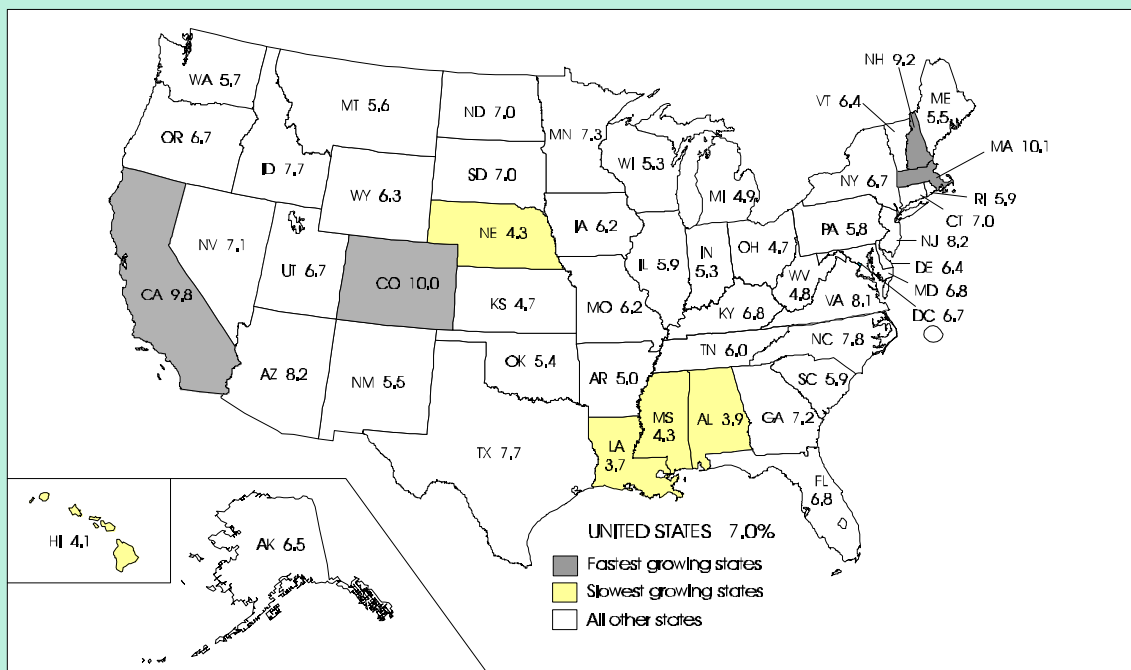 NH 9.2
WA 5.7
MT 5.6
ND 7.0
VT 6.4
ME
5.5
MN 7.3
OR 6.7
MA 10.1
ID 7.7
WI 5.3
SD 7.0
NY 6.7
MI 4.9
WY 6.3
RI 5.9
CT 7.0
IA 6.2
PA 5.8
NE 4.3
NJ 8.2
NV 7.1
OH 4.7
IN
5.3
UT 6.7
IL 5.9
DE 6.4
WV
4.8
CO 10.0
CA 9.8
MD 6.8
VA 8.1
KS 4.7
MO 6.2
KY 6.8
DC 6.7
NC 7.8
TN 6.0
OK 5.4
AZ 8.2
AR 5.0
SC 5.9
NM 5.5
MS
4.3
AL 3.9
GA 7.2
LA
3.7
TX 7.7
FL
6.8
HI 4.1
AK 6.5
UNITED STATES 7.0%
Fastest growing states
Slowest growing states
All other states